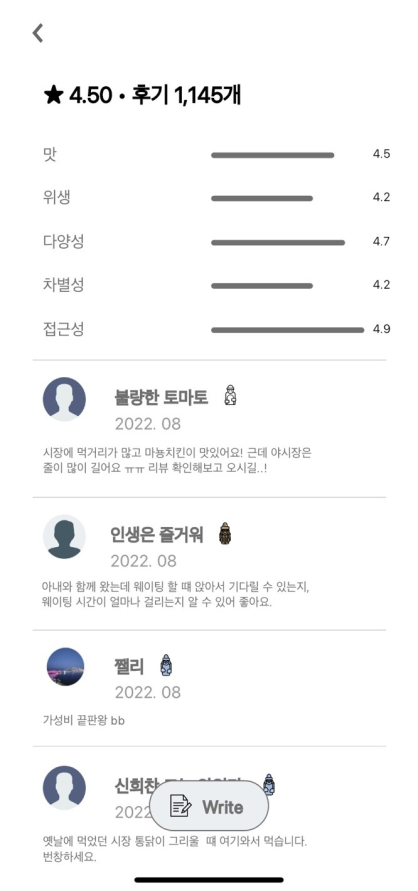 ★ 4.50 • 후기 1,145개
맛 4.5
위생 4.2
다양성 4.7
차별성 4.2
접근성 4.9
불량한 토마토
2022. 08
시장에 먹거리가 많고 마뇽치킨이 맛있어요! 근데 야시장은
줄이 많이 길어요 ㅠㅠ 리뷰 확인해보고 오시길..!
인생은 즐거워
2022. 08
아내와 함께 왔는데 웨이팅 할 떄 앉아서 기다릴 수 있는지,
웨이팅 시간이 얼마나 걸리는지 알 수 있어 좋아요.
쨀리
2022. 08
가성비 끝판왕 bb
신희찬
2022
Write
옛날에 먹었던 시장 통닭이 그리울 떄 여기와서 먹습니다.
번창하세요.